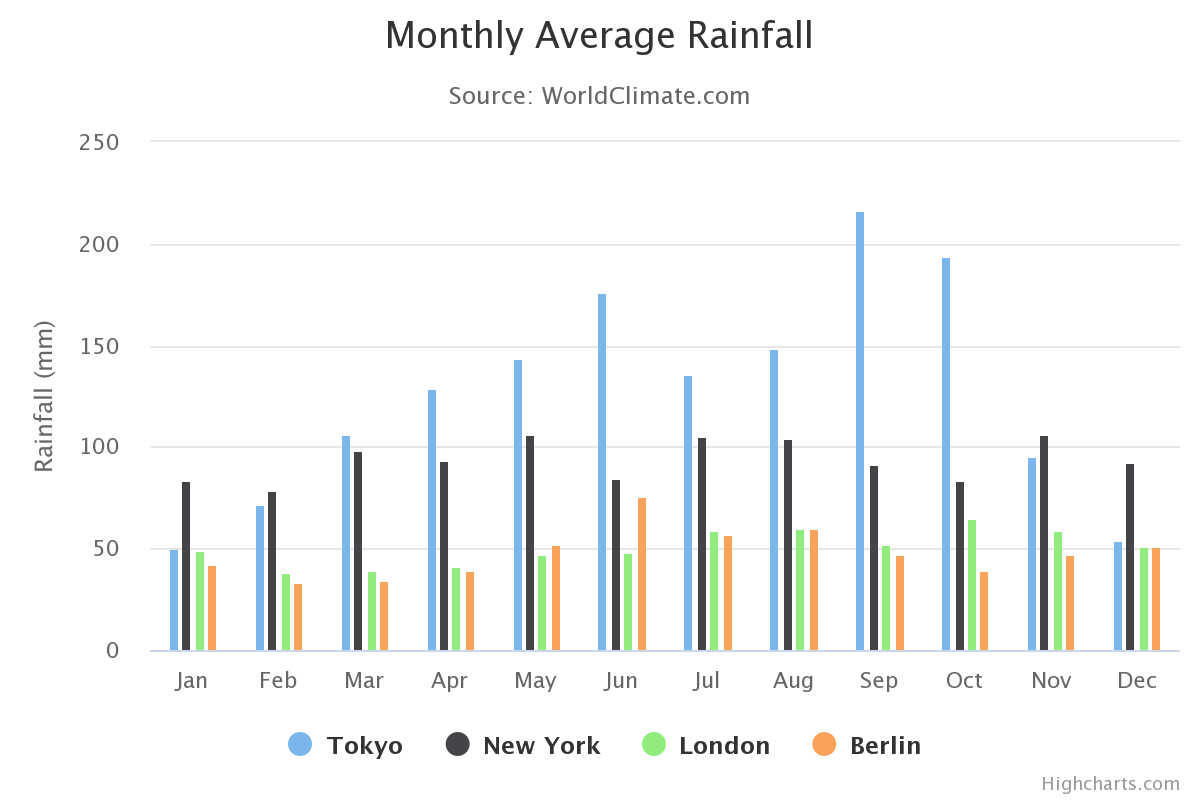 Monthly Average Rainfall
Source: WorldClimate.com
250
200
150
100
50
0
Rainfall (mm)
Jan Feb Mar Apr May Jun Jul Aug Sep Oct Nov Dec
Tokyo New York London Berlin
Highcharts.com